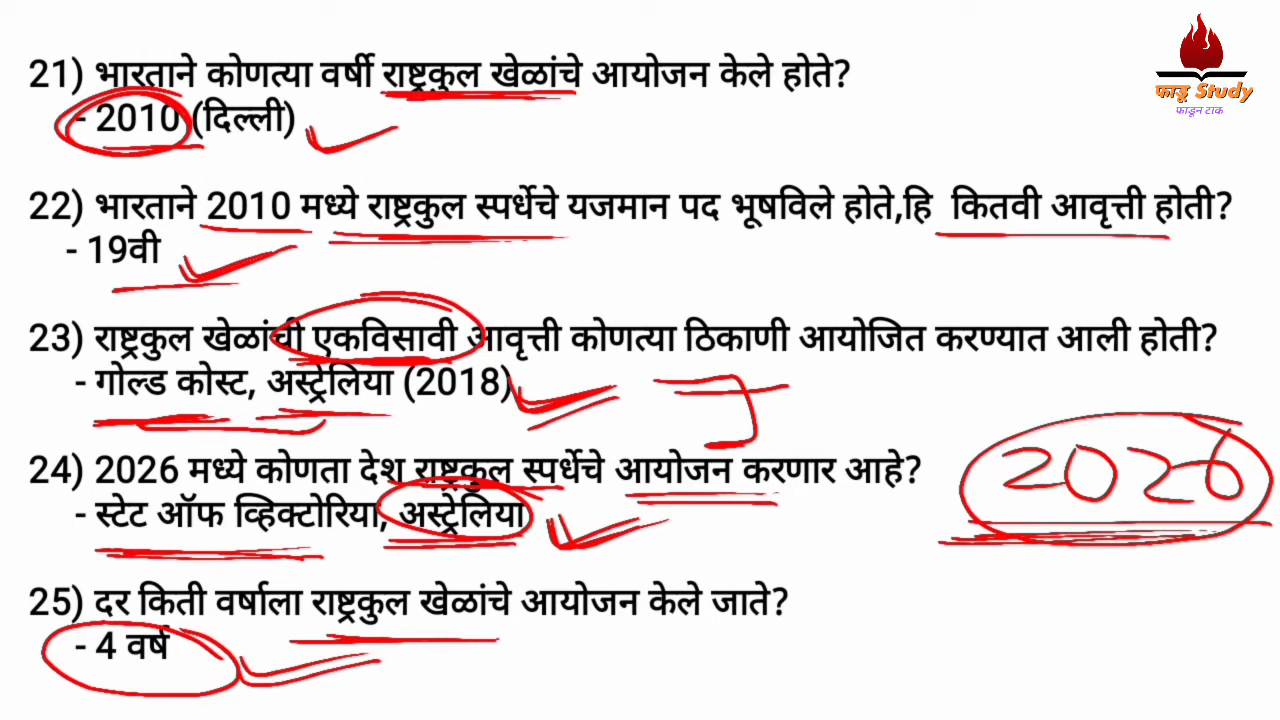 फाडू Study
फाडून टाक
21) भारताने कोणत्या वर्षी राष्ट्रकुल खेळांचे आयोजन केले होते?
- 2010 (दिल्ली)
22) भारताने 2010 मध्ये राष्ट्रकुल स्पर्धेचे यजमान पद भूषविले होते,हि कितवी आवृत्ती होती?
- 19वी
23) राष्ट्रकुल खेळांची एकविसावी आवृत्ती कोणत्या ठिकाणी आयोजित करण्यात आली होती?
- गोल्ड कोस्ट, अस्ट्रेलिया (2018)
24) 2026 मध्ये कोणता देश राष्ट्रकुल स्पर्धेचे आयोजन करणार आहे?
2026
- स्टेट ऑफ व्हिक्टोरिया, अस्ट्रेलिया
25) दर किती वर्षाला राष्ट्रकुल खेळांचे आयोजन केले जाते?
- 4 वर्ष